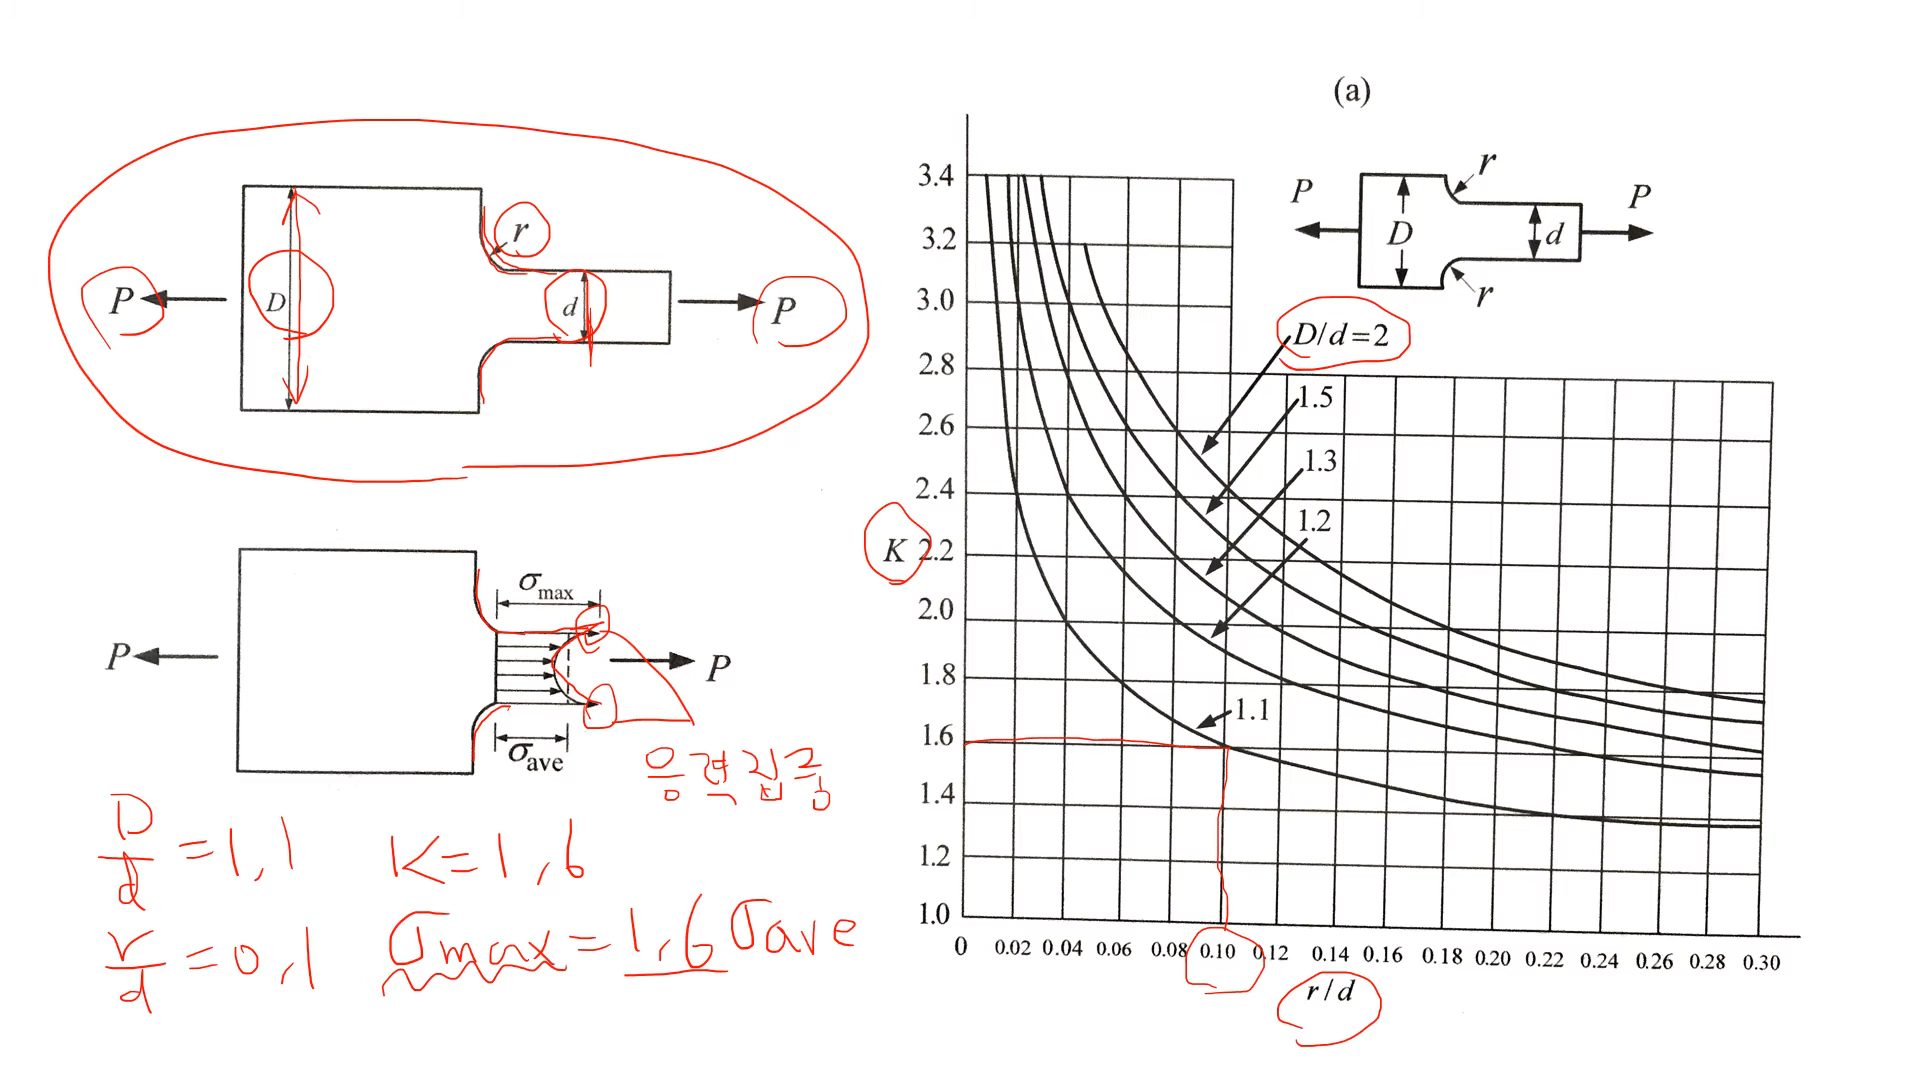 (a)
P
D
r
d
P
P
σmax
P
σave
응력집중
D/d = 1,1
K = 1,6
r/d = 0,1
σmax = 1,6 σave
3.4
3.2
3.0
2.8
2.6
2.4
K 2.2
2.0
1.8
1.6
1.4
1.2
1.0
P
r
D
d
P
r
D/d=2
1.5
1.3
1.2
1.1
0 0.02 0.04 0.06 0.08 0.10 0.12 0.14 0.16 0.18 0.20 0.22 0.24 0.26 0.28 0.30
r/d